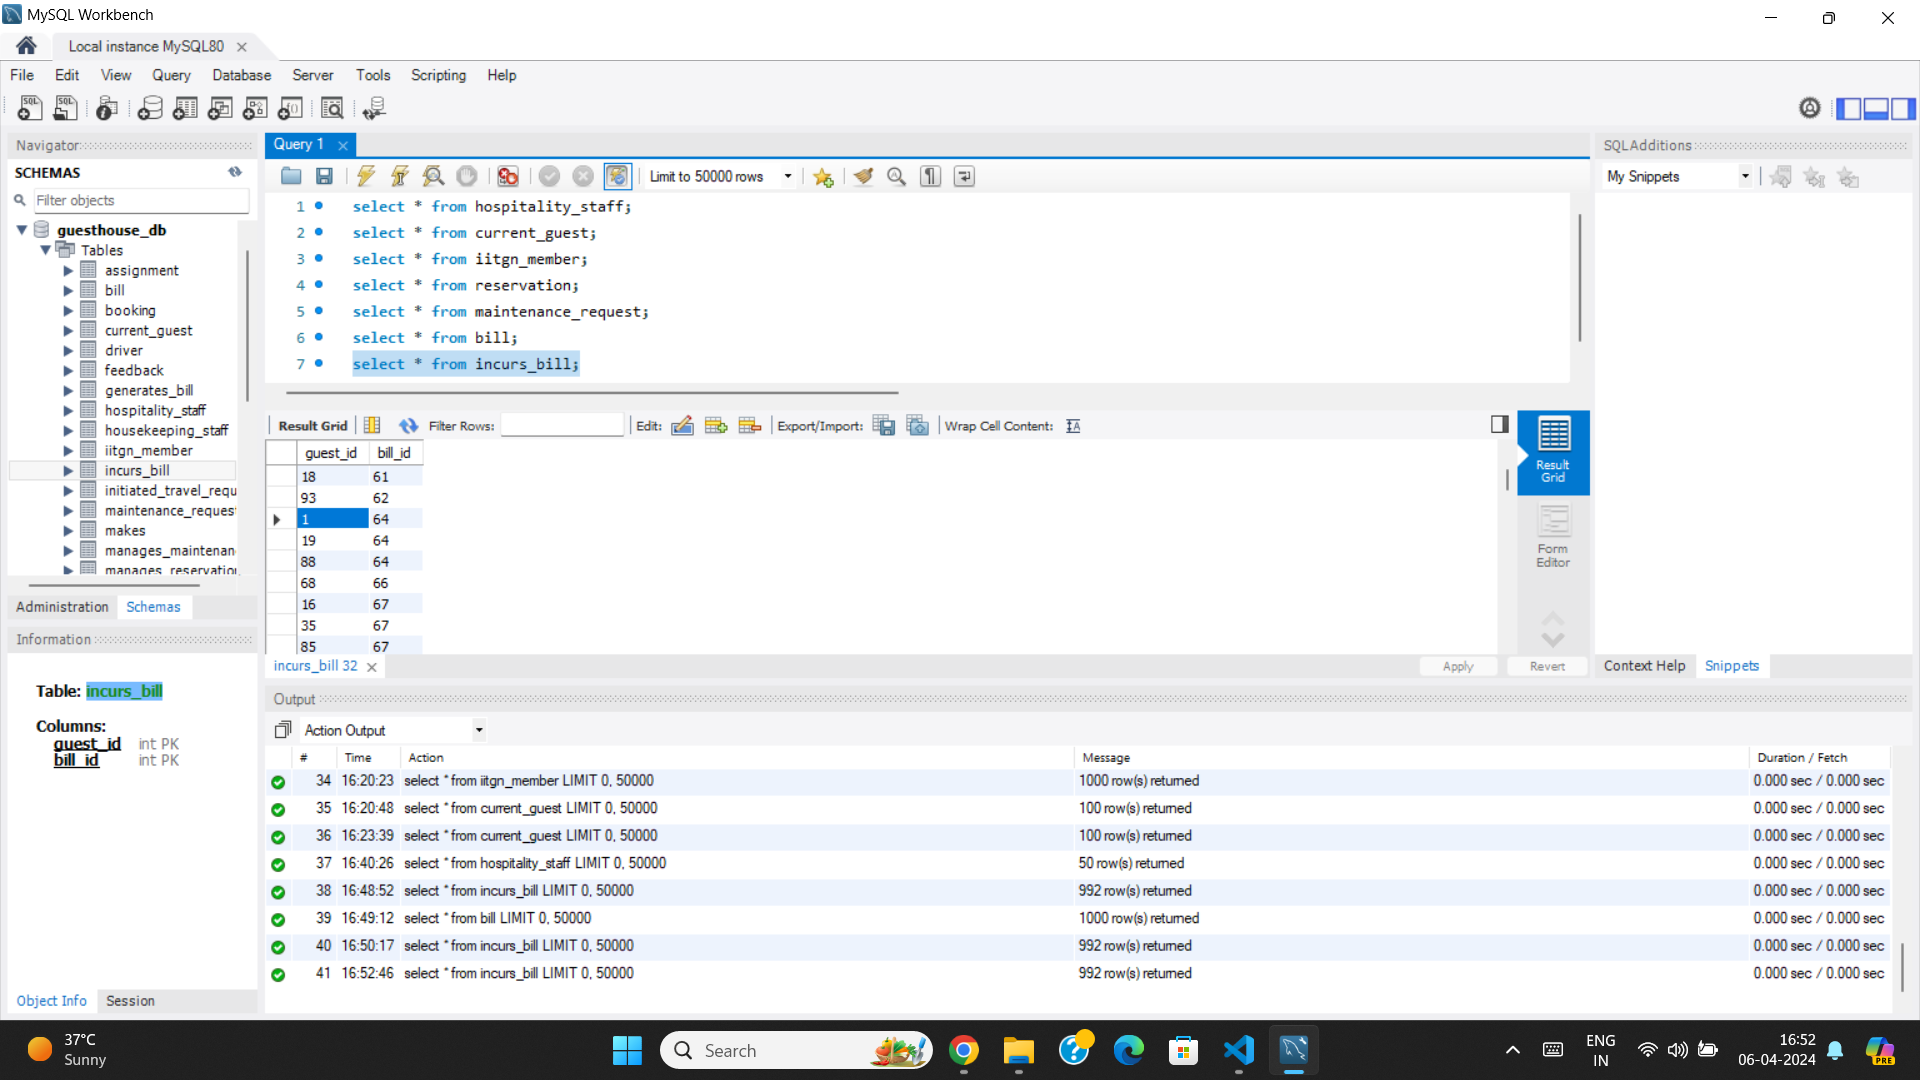 MySQL Workbench
Local instance MySQL80
File Edit View Query Database Server Tools Scripting Help
Navigator
SCHEMAS
Filter objects
guesthouse_db
Tables
assignment
bill
booking
current_guest
driver
feedback
generates_bill
hospitality_staff
housekeeping_staff
iitgn_member
incurs_bill
initiated_travel_requ
maintenance_reques
makes
manages_maintenan
manages_reservation
Administration Schemas
Information
Table: incurs_bill
Columns:
guest_id int PK
bill_id int PK
Object Info Session
Query 1
Limit to 50000 rows
1 select * from hospitality_staff;
2 select * from current_guest;
3 select * from iitgn_member;
4 select * from reservation;
5 select * from maintenance_request;
6 select * from bill;
7 select * from incurs_bill;
Result Grid Filter Rows: Edit: Export/Import: Wrap Cell Content:
guest_id bill_id
18 61
93 62
1 64
19 64
88 64
68 66
16 67
35 67
85 67
Result
Grid
Form
Editor
incurs_bill 32 Apply Revert
SQLAdditions
My Snippets
Context Help Snippets
Output
Action Output
# Time Action Message Duration / Fetch
34 16:20:23 select * from iitgn_member LIMIT 0, 50000 1000 row(s) returned 0.000 sec / 0.000 sec
35 16:20:48 select * from current_guest LIMIT 0, 50000 100 row(s) returned 0.000 sec / 0.000 sec
36 16:23:39 select * from current_guest LIMIT 0, 50000 100 row(s) returned 0.000 sec / 0.000 sec
37 16:40:26 select * from hospitality_staff LIMIT 0, 50000 50 row(s) returned 0.000 sec / 0.000 sec
38 16:48:52 select * from incurs_bill LIMIT 0, 50000 992 row(s) returned 0.000 sec / 0.000 sec
39 16:49:12 select * from bill LIMIT 0, 50000 1000 row(s) returned 0.000 sec / 0.000 sec
40 16:50:17 select * from incurs_bill LIMIT 0, 50000 992 row(s) returned 0.000 sec / 0.000 sec
41 16:52:46 select * from incurs_bill LIMIT 0, 50000 992 row(s) returned 0.000 sec / 0.000 sec
37°C
Sunny
Search
ENG
IN
16:52
06-04-2024
PRE